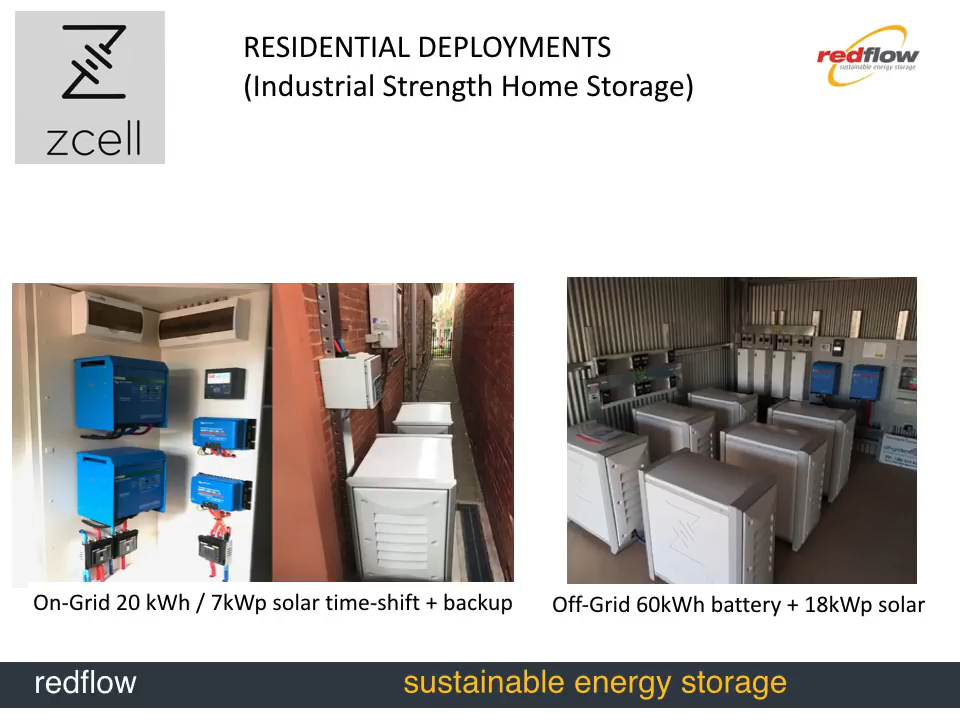 zcell
RESIDENTIAL DEPLOYMENTS
(Industrial Strength Home Storage)
redflow
sustainable energy storage
On-Grid 20 kWh / 7kWp solar time-shift + backup
Off-Grid 60kWh battery + 18kWp solar
redflow
sustainable energy storage